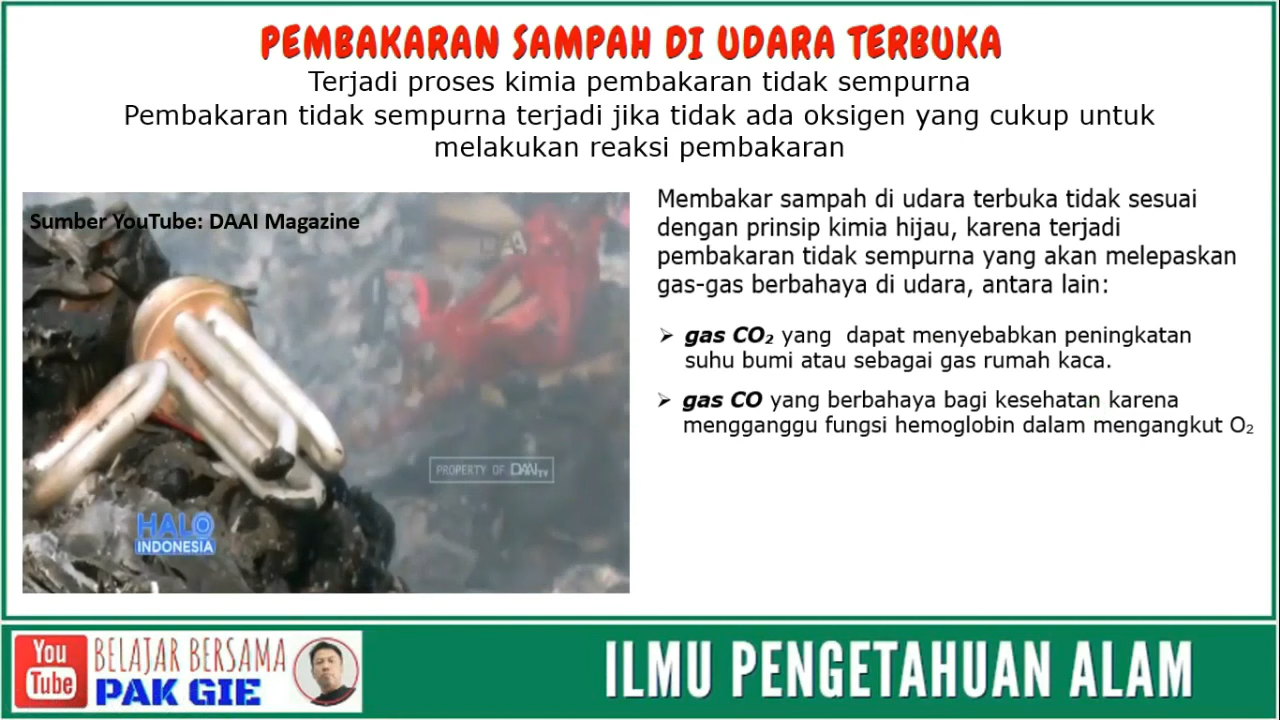 PEMBAKARAN SAMPAH DI UDARA TERBUKA
Terjadi proses kimia pembakaran tidak sempurna
Pembakaran tidak sempurna terjadi jika tidak ada oksigen yang cukup untuk
melakukan reaksi pembakaran
Sumber YouTube: DAAI Magazine
PROPERTY OF DAAI TV
HALO
INDONESIA
Membakar sampah di udara terbuka tidak sesuai
dengan prinsip kimia hijau, karena terjadi
pembakaran tidak sempurna yang akan melepaskan
gas-gas berbahaya di udara, antara lain:
➢ gas CO₂ yang dapat menyebabkan peningkatan
suhu bumi atau sebagai gas rumah kaca.
➢ gas CO yang berbahaya bagi kesehatan karena
mengganggu fungsi hemoglobin dalam mengangkut O₂
You
Tube
BELAJAR BERSAMA
PAK GIE
ILMU PENGETAHUAN ALAM